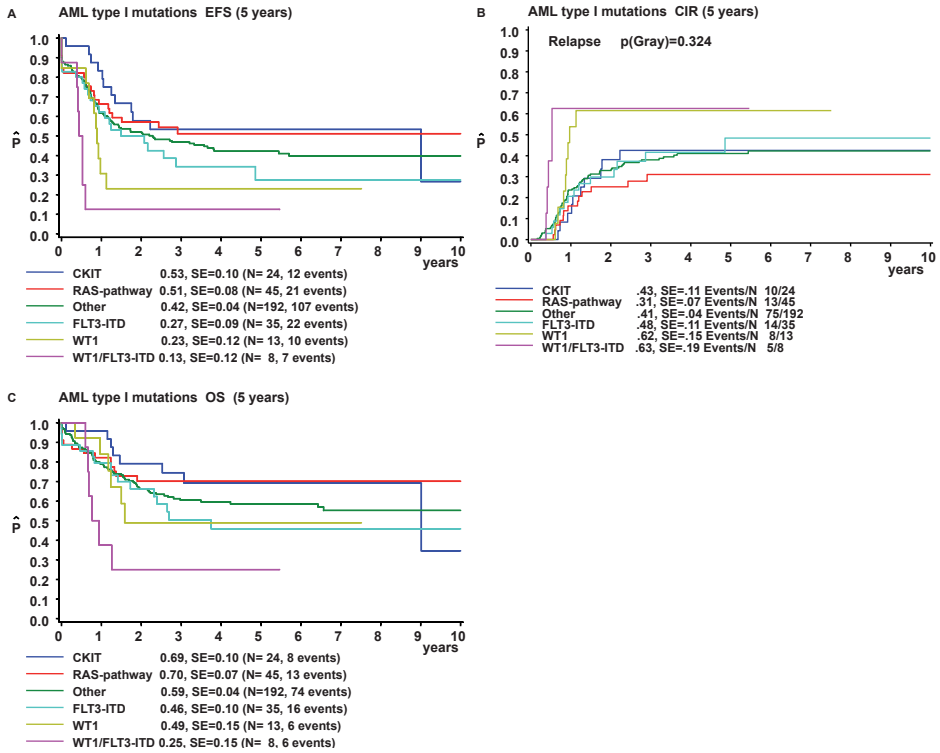 A AML type I mutations EFS (5 years)
1.0
0.9
0.8
0.7
0.6
0.5
P̂
0.4
0.3
0.2
0.1
0.0
0 1 2 3 4 5 6 7 8 9 10
years
CKIT 0.53, SE=0.10 (N= 24, 12 events)
RAS-pathway 0.51, SE=0.08 (N= 45, 21 events)
Other 0.42, SE=0.04 (N=192, 107 events)
FLT3-ITD 0.27, SE=0.09 (N= 35, 22 events)
WT1 0.23, SE=0.12 (N= 13, 10 events)
WT1/FLT3-ITD 0.13, SE=0.12 (N= 8, 7 events)
B AML type I mutations CIR (5 years)
Relapse p(Gray)=0.324
1.0
0.9
0.8
0.7
0.6
0.5
P̂
0.4
0.3
0.2
0.1
0.0
0 1 2 3 4 5 6 7 8 9 10
years
CKIT .43, SE=.11 Events/N 10/24
RAS-pathway .31, SE=.07 Events/N 13/45
Other .41, SE=.04 Events/N 75/192
FLT3-ITD .48, SE=.11 Events/N 14/35
WT1 .62, SE=.15 Events/N 8/13
WT1/FLT3-ITD .63, SE=.19 Events/N 5/8
C AML type I mutations OS (5 years)
1.0
0.9
0.8
0.7
0.6
0.5
P̂
0.4
0.3
0.2
0.1
0.0
0 1 2 3 4 5 6 7 8 9 10
years
CKIT 0.69, SE=0.10 (N= 24, 8 events)
RAS-pathway 0.70, SE=0.07 (N= 45, 13 events)
Other 0.59, SE=0.04 (N=192, 74 events)
FLT3-ITD 0.46, SE=0.10 (N= 35, 16 events)
WT1 0.49, SE=0.15 (N= 13, 6 events)
WT1/FLT3-ITD 0.25, SE=0.15 (N= 8, 6 events)